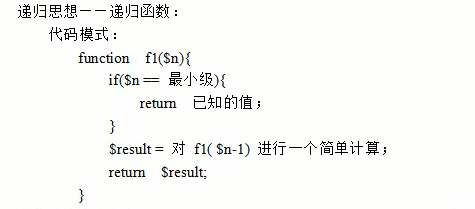 递归思想——递归函数：
代码模式：
function f1($n){
if($n == 最小级){
return 已知的值；
}
$result = 对 f1( $n-1) 进行一个简单计算；
return $result;
}